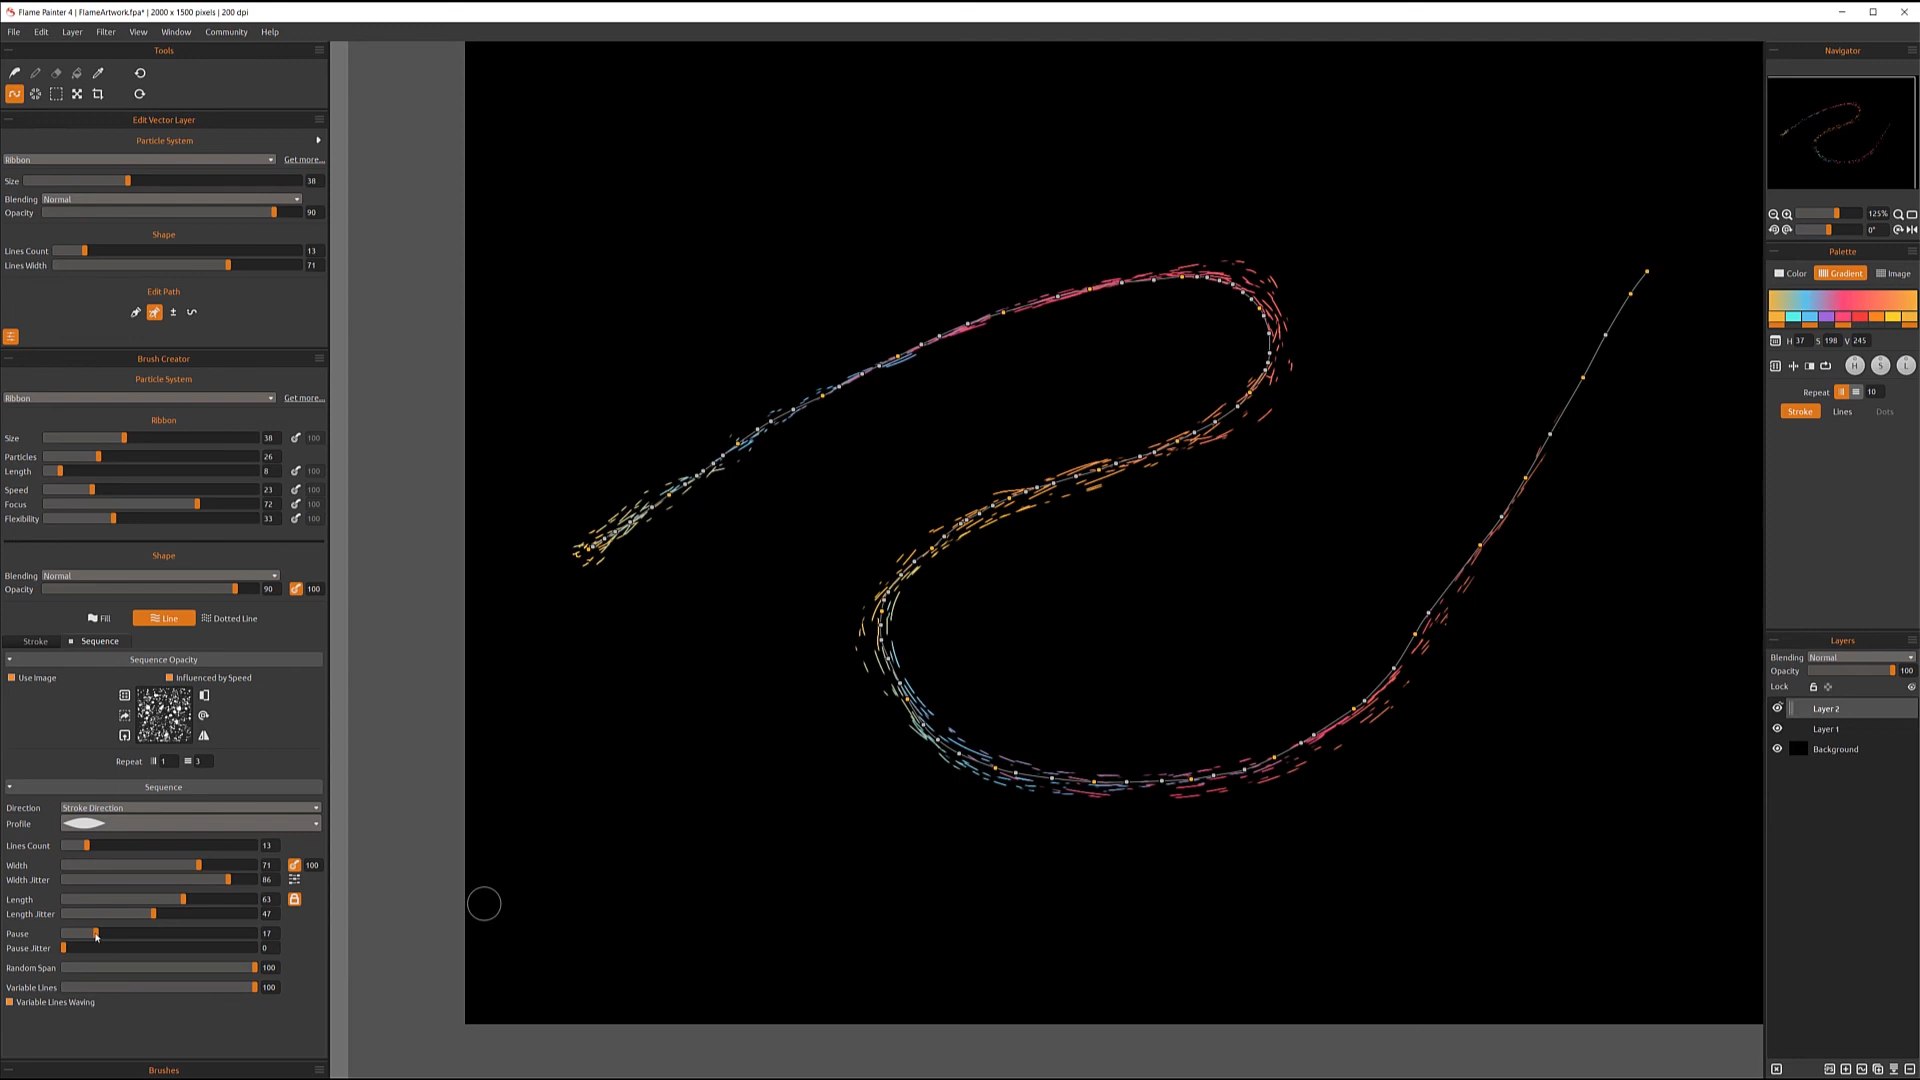 Flame Painter 4 | FlameArtwork.fpa* | 2000 x 1500 pixels | 200 dpi
File Edit Layer Filter View Window Community Help
Tools
Edit Vector Layer
Particle System
Ribbon Get more...
Size 38
Blending Normal
Opacity 90
Shape
Lines Count 13
Lines Width 71
Edit Path
Brush Creator
Particle System
Ribbon Get more...
Ribbon
Size 38 100
Particles 26
Length 8 100
Speed 23 100
Focus 72 100
Flexibility 33 100
Shape
Blending Normal
Opacity 90 100
Fill Line Dotted Line
Stroke Sequence
Sequence Opacity
Use Image Influenced by Speed
Repeat 1 3
Sequence
Direction Stroke Direction
Profile
Lines Count 13
Width 71 100
Width Jitter 86
Length 63
Length Jitter 47
Pause 17
Pause Jitter 0
Random Span 100
Variable Lines 100
Variable Lines Waving
Brushes
Navigator
125%
0°
Palette
Color Gradient Image
H 37 S 198 V 245
H S L
Repeat 10
Stroke Lines Dots
Layers
Blending Normal
Opacity 100
Lock
Layer 2
Layer 1
Background